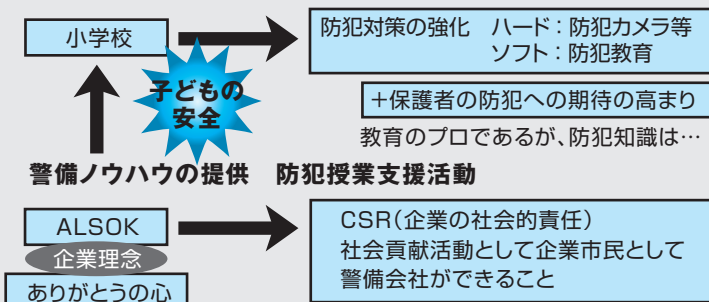 小学校
防犯対策の強化 ハード：防犯カメラ等
ソフト：防犯教育
子どもの
安全
＋保護者の防犯への期待の高まり
教育のプロであるが、防犯知識は…
警備ノウハウの提供 防犯授業支援活動
ALSOK
企業理念
ありがとうの心
CSR（企業の社会的責任）
社会貢献活動として企業市民として
警備会社ができること